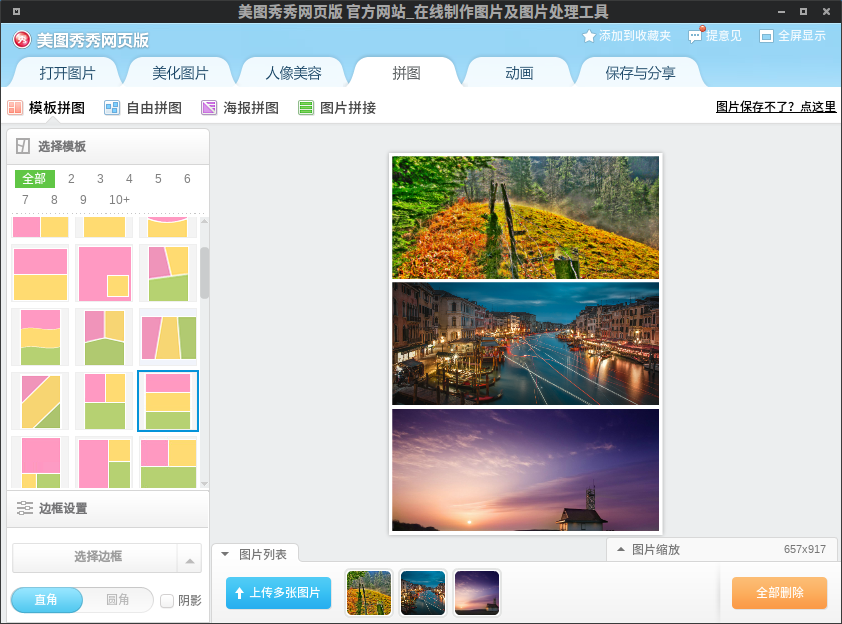 美图秀秀网页版 官方网站_在线制作图片及图片处理工具
秀 美图秀秀网页版
添加到收藏夹 提意见 全屏显示
打开图片 美化图片 人像美容 拼图 动画 保存与分享
模板拼图 自由拼图 海报拼图 图片拼接 图片保存不了？点这里
选择模板
全部 2 3 4 5 6
7 8 9 10+
边框设置
选择边框
直角 圆角 阴影
图片列表 图片缩放 657x917
上传多张图片 全部删除